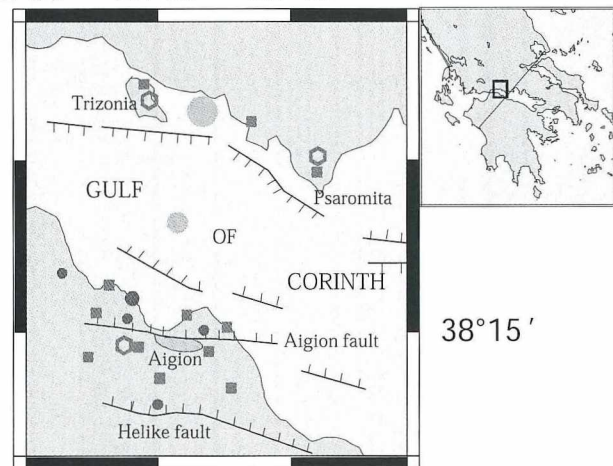 Trizonia
GULF
Psaromita
OF
CORINTH
38°15′
Aigion fault
Aigion
Helike fault